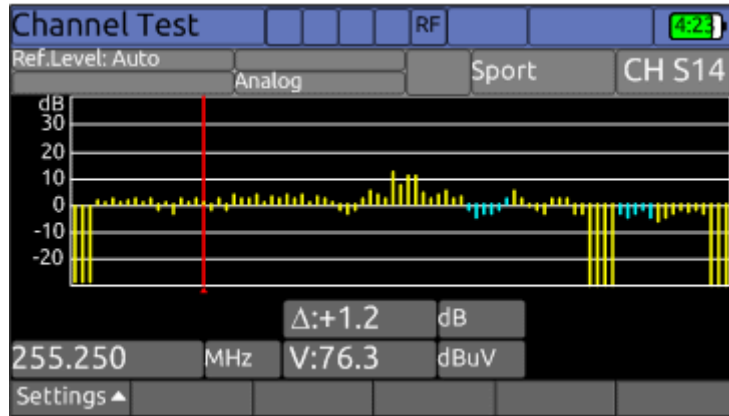 Channel Test RF 4:23
Ref.Level: Auto
Analog Sport CH S14
dB
30
20
10
0
-10
-20
Δ:+1.2 dB
255.250 MHz V:76.3 dBuV
Settings ▲